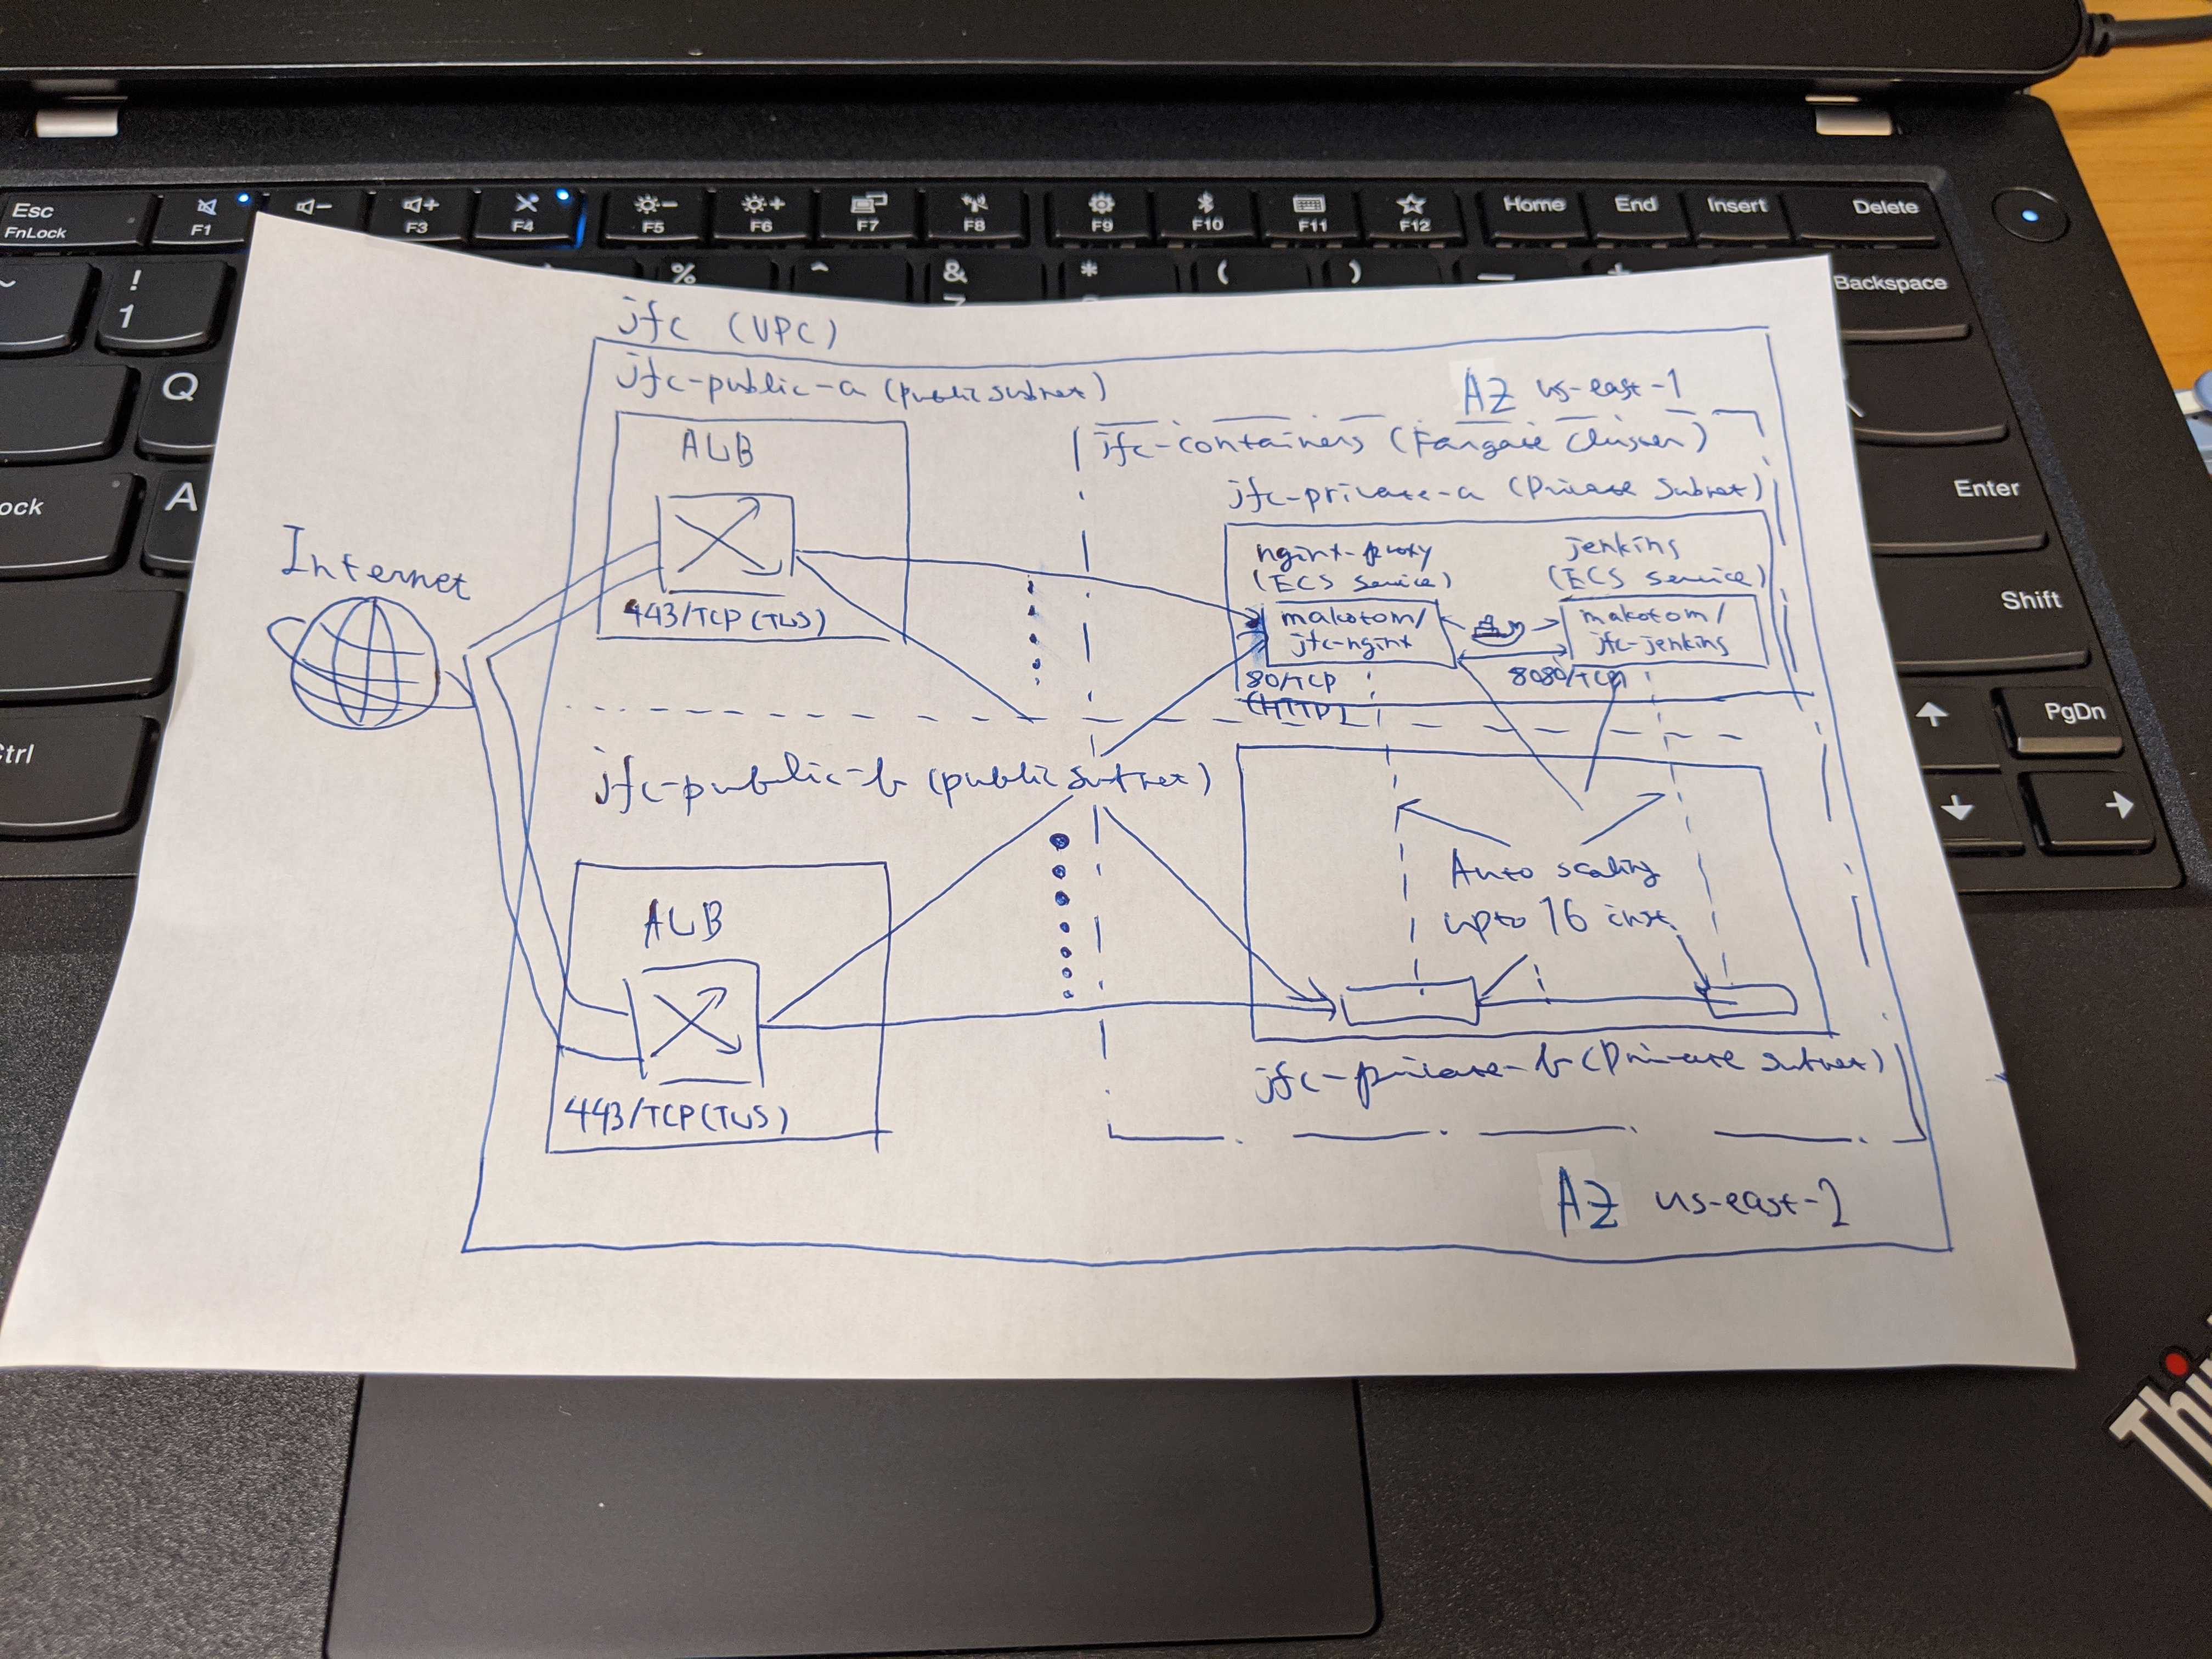 Esc
FnLock
F1
F3
F4
F5
F6
F7
F8
F9
F10
F11
F12
Home
End
Insert
Delete
!
1
%
^
&
*
(
)
Backspace
Q
A
Enter
Shift
PgDn
jfc (VPC)
jfc-public-a (public subnet)
AZ us-east-1
ALB
jfc-containers (Fargate Cluster)
jfc-private-a (Private Subnet)
Internet
nginx-proxy
(ECS Service)
jenkins
(ECS Service)
443/TCP (TLS)
makotom/
jfc-nginx
makotom/
jfc-jenkins
80/TCP
(HTTP)
8080/TCP
jfc-public-b (public subnet)
Auto scaling
upto 16 inst.
ALB
443/TCP (TLS)
jfc-private-b (Private subnet)
AZ us-east-2